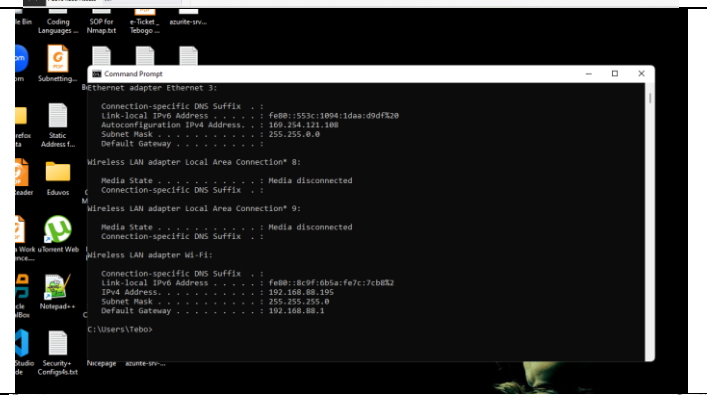 Coding
Languages ...
SOP for
Nmap.txt
e-Ticket_
Tebogo ...
azurite-srv...
Subnetting...
Static
Address f...
Eduvos
uTorrent Web
Notepad++
Security+
Configs4s.txt
Nicepage
azurite-srv-...
Command Prompt
Ethernet adapter Ethernet 3:
Connection-specific DNS Suffix . :
Link-local IPv6 Address . . . . . : fe80::553c:1094:1daa:d9df%20
Autoconfiguration IPv4 Address. . : 169.254.121.108
Subnet Mask . . . . . . . . . . . : 255.255.0.0
Default Gateway . . . . . . . . . :
Wireless LAN adapter Local Area Connection* 8:
Media State . . . . . . . . . . . : Media disconnected
Connection-specific DNS Suffix . :
Wireless LAN adapter Local Area Connection* 9:
Media State . . . . . . . . . . . : Media disconnected
Connection-specific DNS Suffix . :
Wireless LAN adapter Wi-Fi:
Connection-specific DNS Suffix . :
Link-local IPv6 Address . . . . . : fe80::8c9f:6b5a:fe7c:7cb8%2
IPv4 Address. . . . . . . . . . . : 192.168.88.195
Subnet Mask . . . . . . . . . . . : 255.255.255.0
Default Gateway . . . . . . . . . : 192.168.88.1
C:\Users\Tebo>